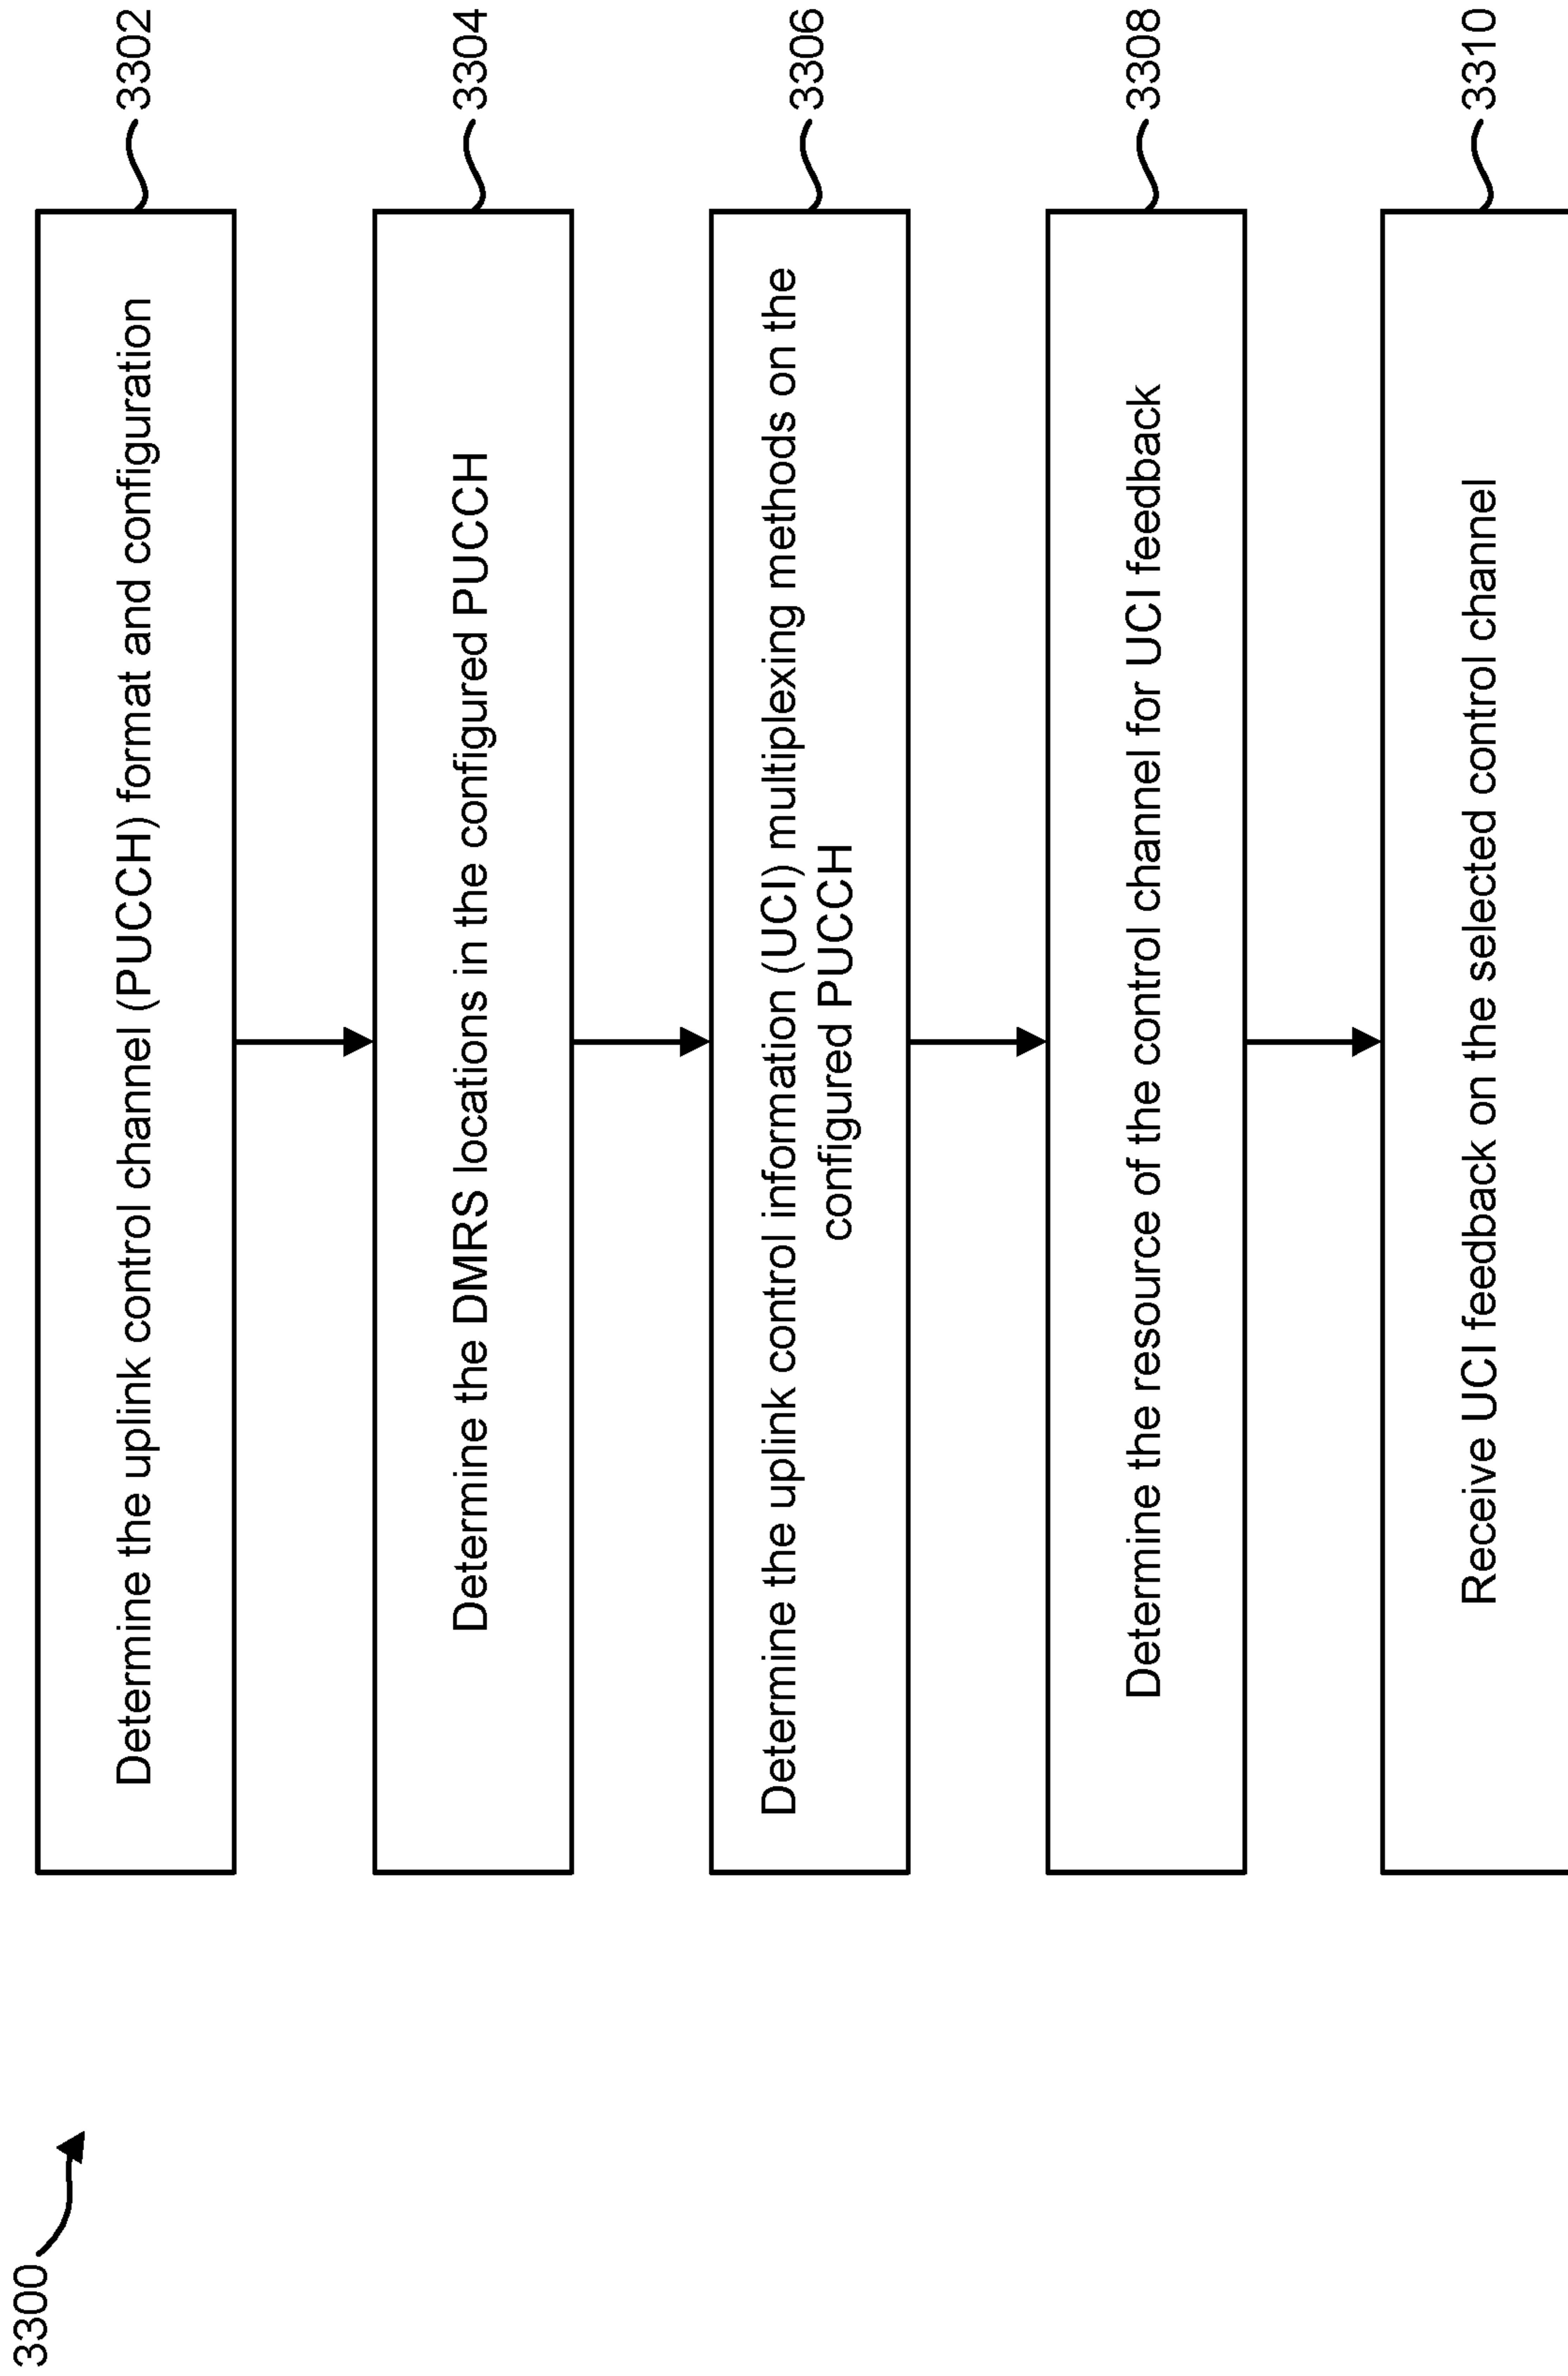 3300
Determine the uplink control channel (PUCCH) format and configuration
3302
Determine the DMRS locations in the configured PUCCH
3304
Determine the uplink control information (UCI) multiplexing methods on the
configured PUCCH
3306
Determine the resource of the control channel for UCI feedback
3308
Receive UCI feedback on the selected control channel
3310